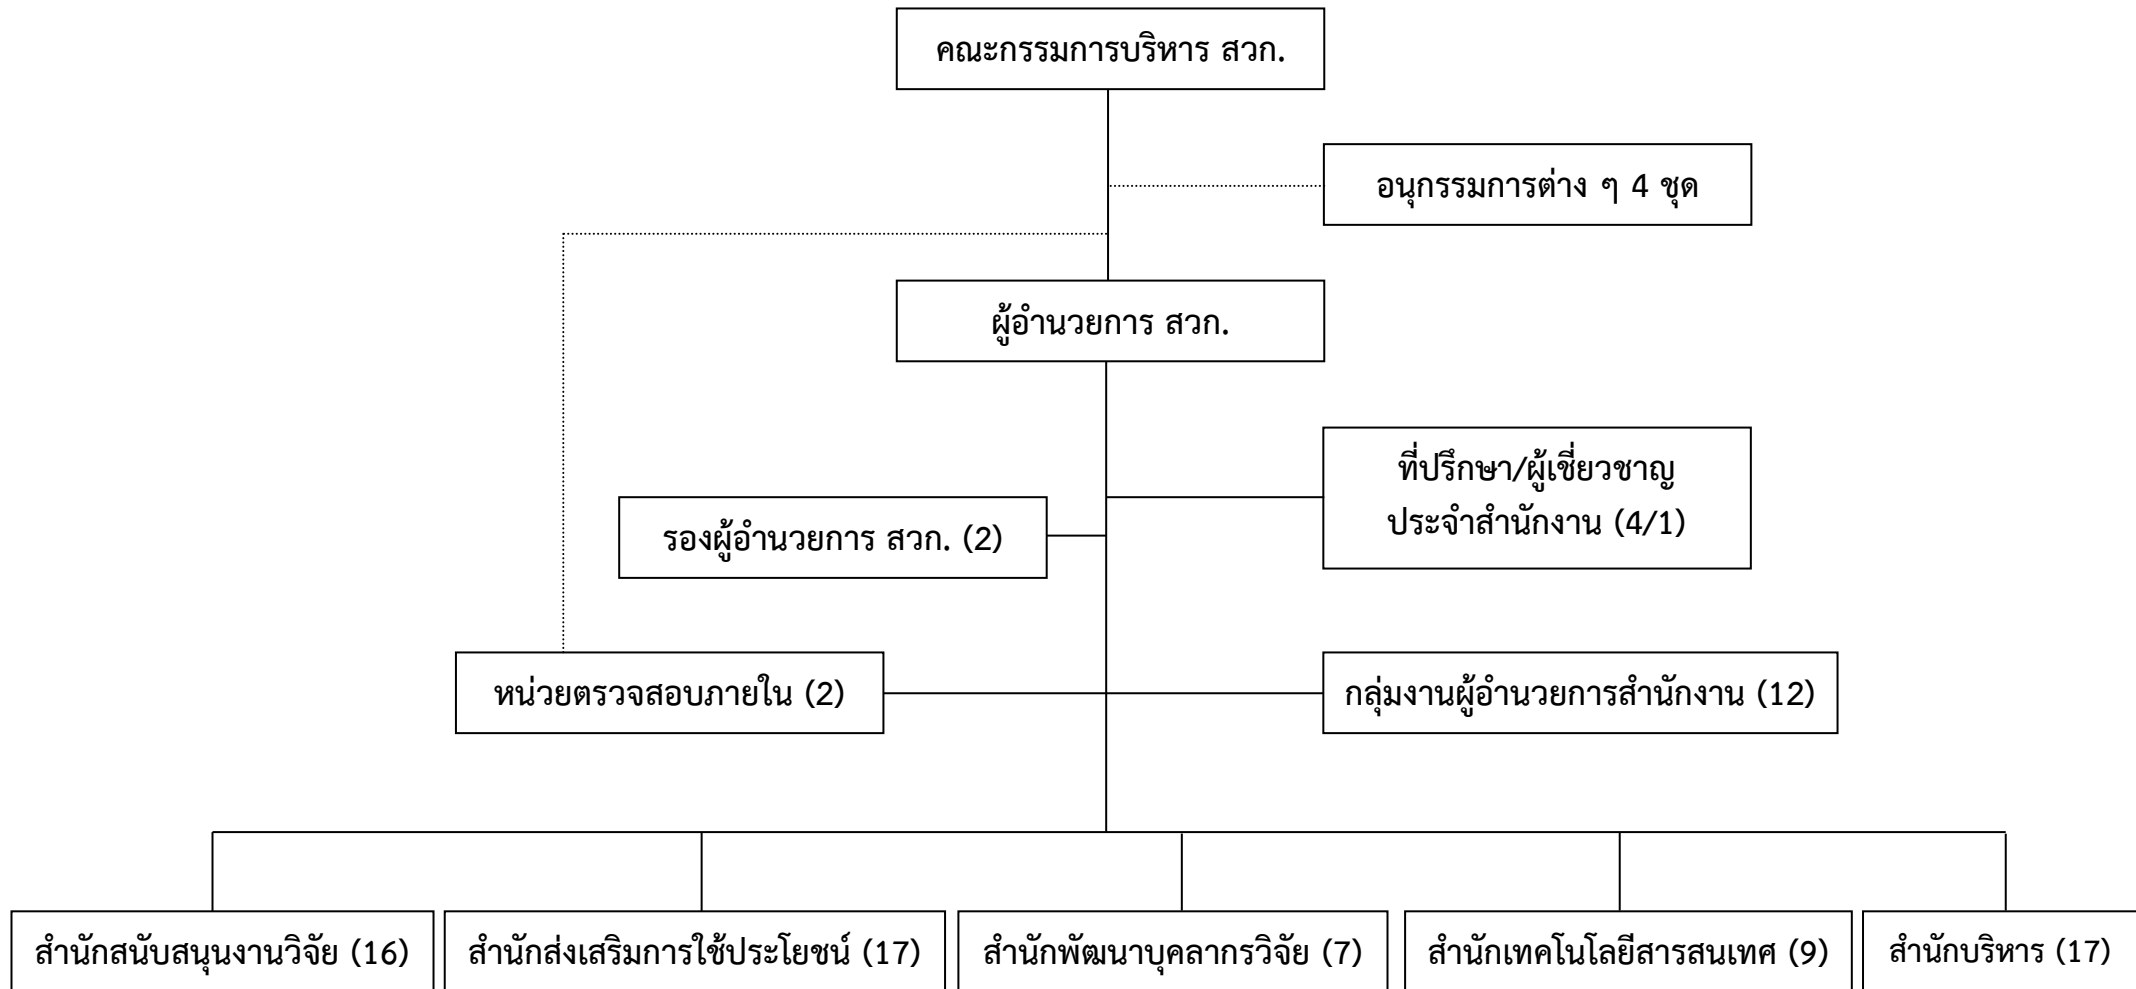 คณะกรรมการบริหาร สวก.
อนุกรรมการต่าง ๆ 4 ชุด
ผู้อำนวยการ สวก.
ที่ปรึกษา/ผู้เชี่ยวชาญ
ประจำสำนักงาน (4/1)
รองผู้อำนวยการ สวก. (2)
หน่วยตรวจสอบภายใน (2)
กลุ่มงานผู้อำนวยการสำนักงาน (12)
สำนักสนับสนุนงานวิจัย (16)
สำนักส่งเสริมการใช้ประโยชน์ (17)
สำนักพัฒนาบุคลากรวิจัย (7)
สำนักเทคโนโลยีสารสนเทศ (9)
สำนักบริหาร (17)